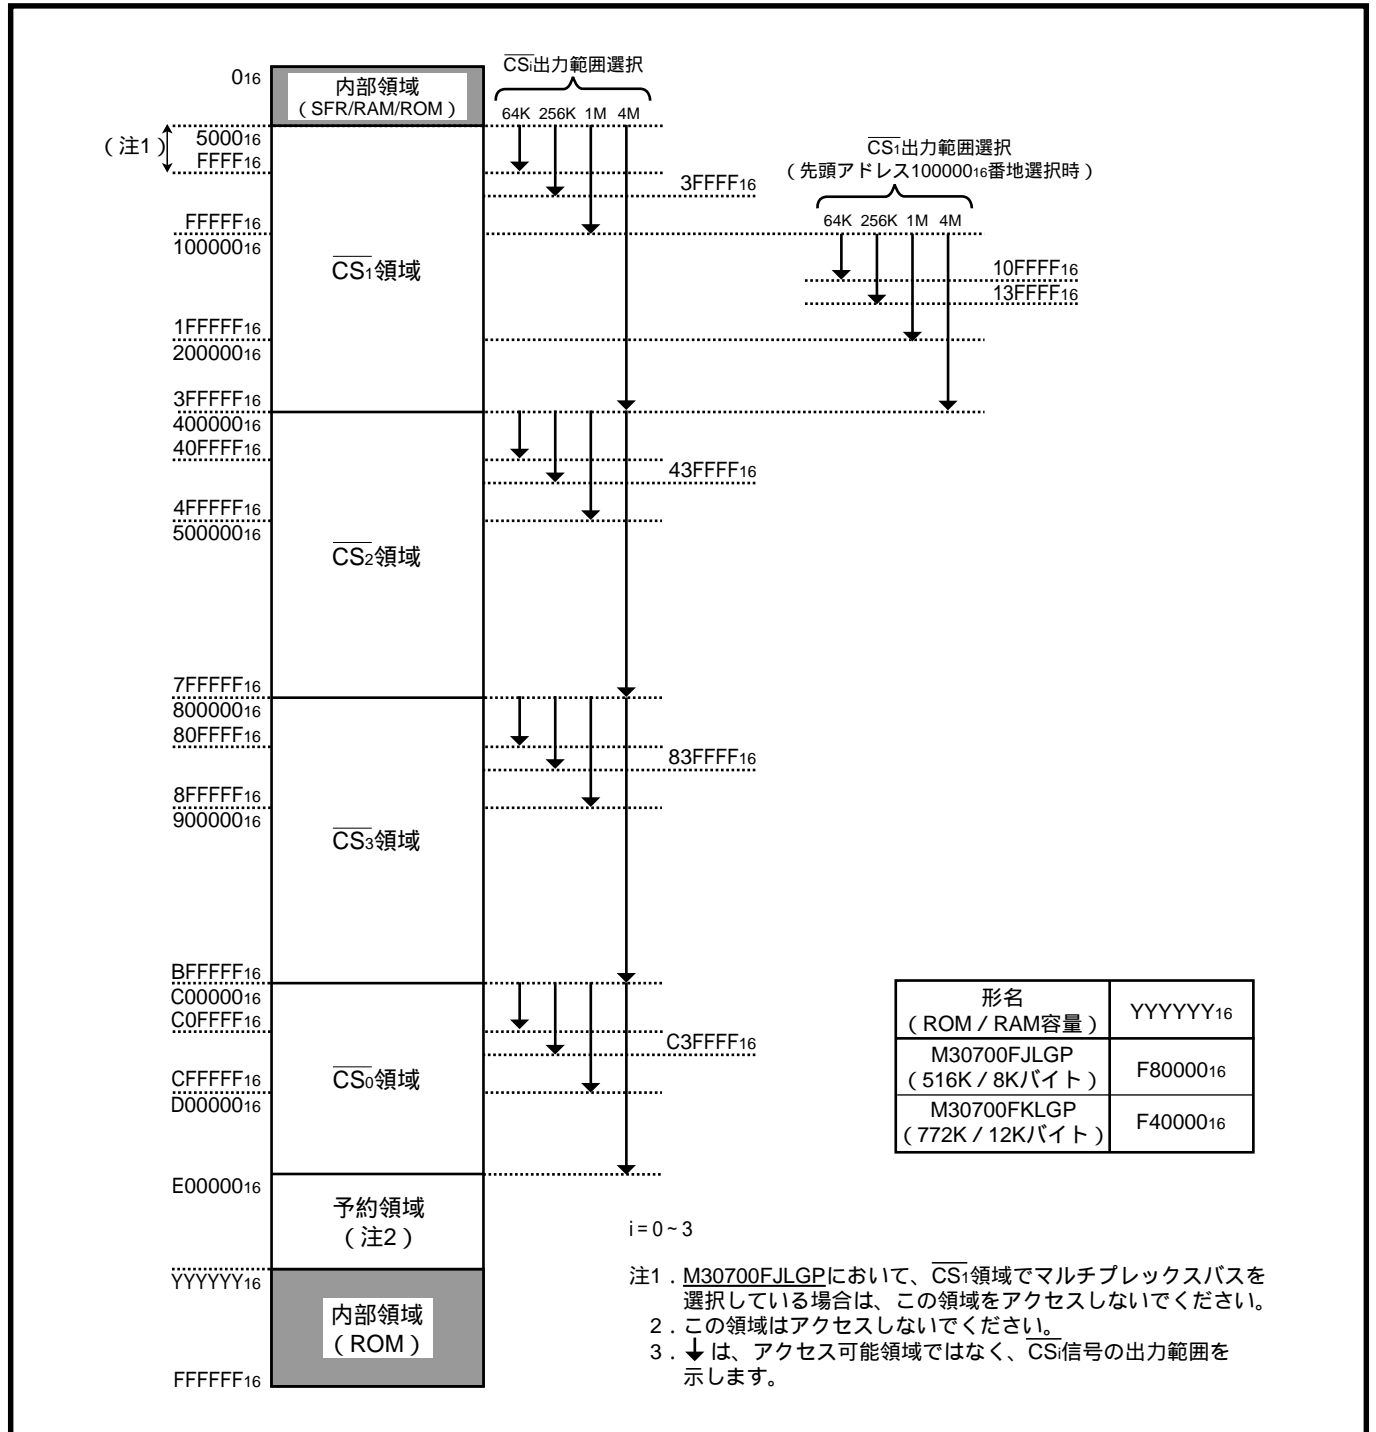 0₁₆
内部領域
（SFR/RAM/ROM）
CSi出力範囲選択
64K 256K 1M 4M
（注1）
5000₁₆
FFFF₁₆
3FFFF₁₆
CS₁出力範囲選択
（先頭アドレス100000₁₆番地選択時）
64K 256K 1M 4M
FFFFF₁₆
100000₁₆
CS₁領域
10FFFF₁₆
13FFFF₁₆
1FFFFF₁₆
200000₁₆
3FFFFF₁₆
400000₁₆
40FFFF₁₆
43FFFF₁₆
4FFFFF₁₆
500000₁₆
CS₂領域
7FFFFF₁₆
800000₁₆
80FFFF₁₆
83FFFF₁₆
8FFFFF₁₆
900000₁₆
CS₃領域
BFFFFF₁₆
C00000₁₆
C0FFFF₁₆
C3FFFF₁₆
CFFFFF₁₆
D00000₁₆
CS₀領域
E00000₁₆
予約領域
（注2）
YYYYYY₁₆
内部領域
（ROM）
FFFFFF₁₆
形名
（ROM／RAM容量）
YYYYYY₁₆
M30700FJLGP
（516K／8Kバイト）
F80000₁₆
M30700FKLGP
（772K／12Kバイト）
F40000₁₆
i＝0～3
注1．M30700FJLGPにおいて、CS₁領域でマルチプレックスバスを
選択している場合は、この領域をアクセスしないでください。
2．この領域はアクセスしないでください。
3．↓は、アクセス可能領域ではなく、CSi信号の出力範囲を
示します。